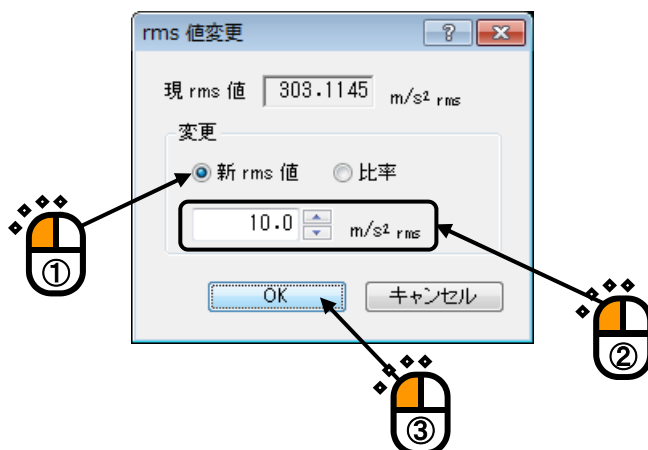 rms 値変更
現 rms 値 303.1145 m/s² rms
変更
新 rms 値 比率
10.0 m/s² rms
OK キャンセル
①
②
③